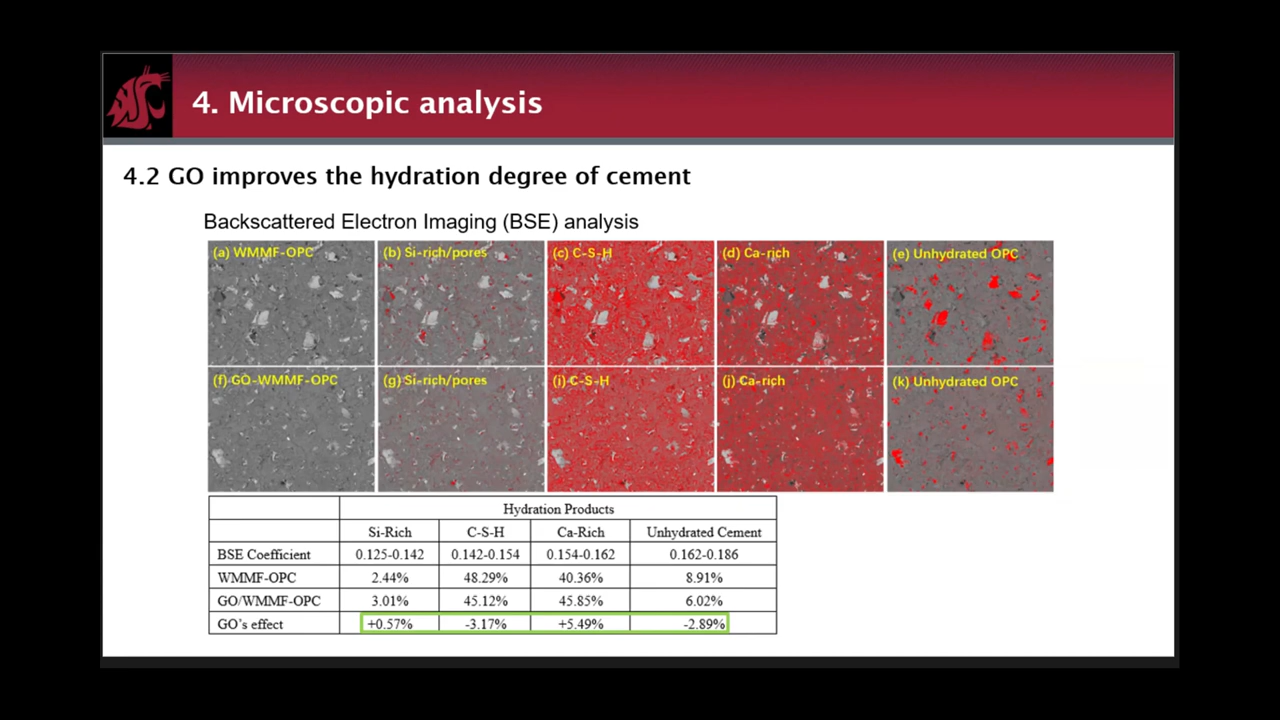 4. Microscopic analysis
4.2 GO improves the hydration degree of cement
Backscattered Electron Imaging (BSE) analysis
(a) WMMF-OPC (b) Si-rich/pores (c) C-S-H (d) Ca-rich (e) Unhydrated OPC
(f) GO-WMMF-OPC (g) Si-rich/pores (i) C-S-H (j) Ca-rich (k) Unhydrated OPC
Hydration Products
Si-Rich C-S-H Ca-Rich Unhydrated Cement
BSE Coefficient 0.125-0.142 0.142-0.154 0.154-0.162 0.162-0.186
WMMF-OPC 2.44% 48.29% 40.36% 8.91%
GO/WMMF-OPC 3.01% 45.12% 45.85% 6.02%
GO's effect +0.57% -3.17% +5.49% -2.89%